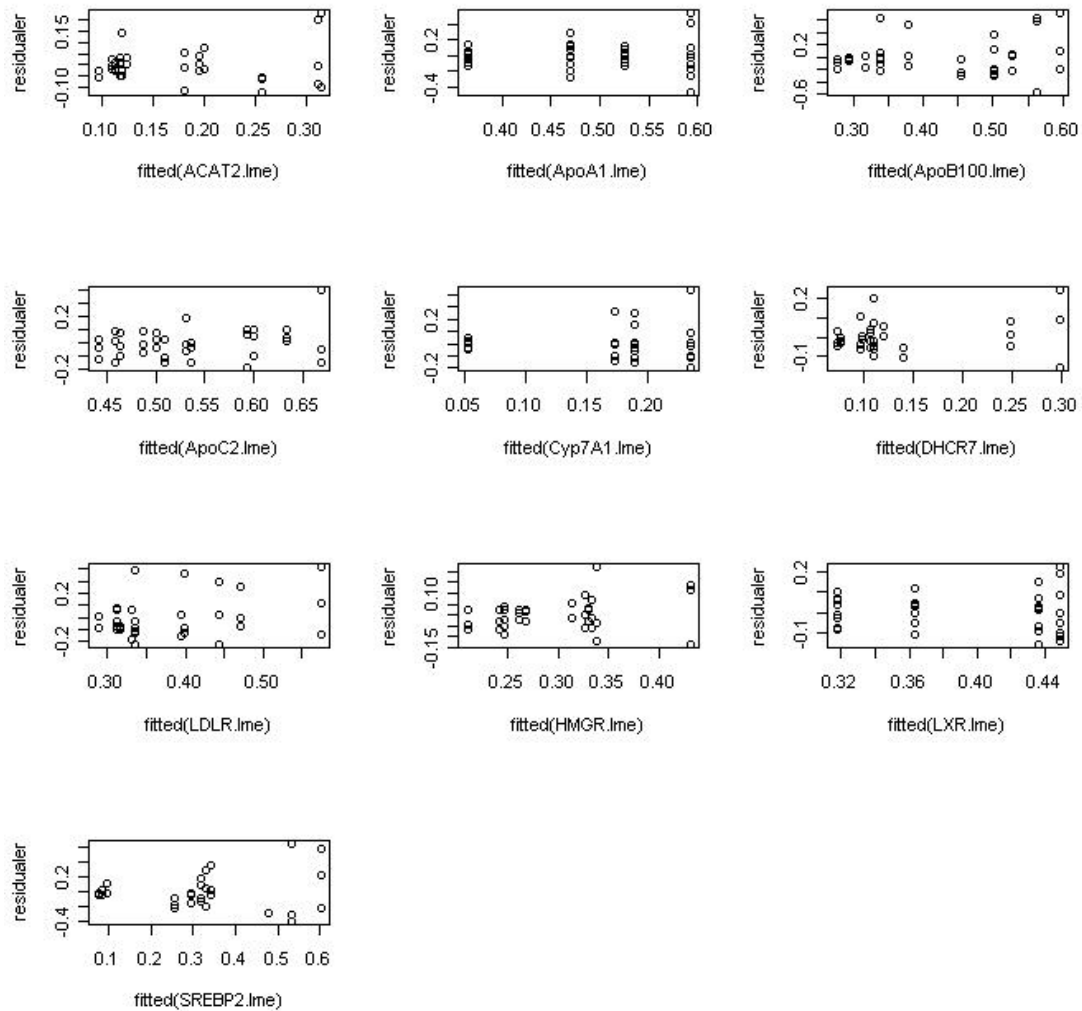 residualer
-0.10 0.15
0.10 0.15 0.20 0.25 0.30
fitted(ACAT2.lme)
residualer
-0.4 0.2
0.40 0.45 0.50 0.55 0.60
fitted(ApoA1.lme)
residualer
-0.6 0.2
0.30 0.40 0.50 0.60
fitted(ApoB100.lme)
residualer
-0.2 0.2
0.45 0.50 0.55 0.60 0.65
fitted(ApoC2.lme)
residualer
-0.2 0.2
0.05 0.10 0.15 0.20
fitted(Cyp7A1.lme)
residualer
-0.1 0.2
0.10 0.15 0.20 0.25 0.30
fitted(DHCR7.lme)
residualer
-0.2 0.2
0.30 0.40 0.50
fitted(LDLR.lme)
residualer
-0.15 0.10
0.25 0.30 0.35 0.40
fitted(HMGR.lme)
residualer
-0.1 0.2
0.32 0.36 0.40 0.44
fitted(LXR.lme)
residualer
-0.4 0.2
0.1 0.2 0.3 0.4 0.5 0.6
fitted(SREBP2.lme)